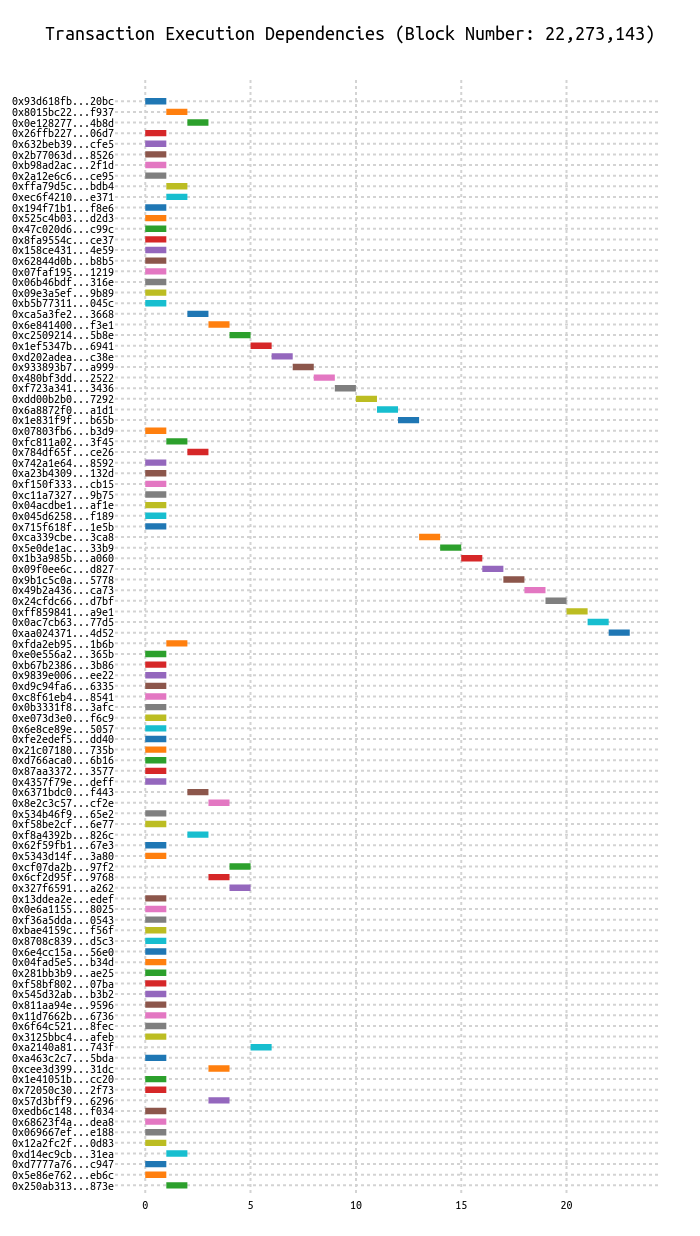 Transaction Execution Dependencies (Block Number: 22,273,143)
0x93d618fb...20bc
0x8015bc22...f937
0x0e128277...4b8d
0x26ffb227...06d7
0x632beb39...cfe5
0x2b77063d...8526
0xb98ad2ac...2f1d
0x2a12e6c6...ce95
0xffa79d5c...bdb4
0xec6f4210...e371
0x194f71b1...f8e6
0x525c4b03...d2d3
0x47c020d6...c99c
0x8fa9554c...ce37
0x158ce431...4e59
0x62844d0b...b8b5
0x07faf195...1219
0x06b46bdf...316e
0x09e3a5ef...9b89
0xb5b77311...045c
0xca5a3fe2...3668
0x6e841400...f3e1
0xc2509214...5b8e
0x1ef5347b...6941
0xd202adea...c38e
0x933893b7...a999
0x480bf3dd...2522
0xf723a341...3436
0xdd00b2b0...7292
0x6a8872f0...a1d1
0x1e831f9f...b65b
0x07803fb6...b3d9
0xfc811a02...3f45
0x784df65f...ce26
0x742a1e64...8592
0xa23b4309...132d
0xf150f333...cb15
0xc11a7327...9b75
0x04acdbe1...af1e
0x045d6258...f189
0x715f618f...1e5b
0xca339cbe...3ca8
0x5e0de1ac...33b9
0x1b3a985b...a060
0x09f0ee6c...d827
0x9b1c5c0a...5778
0x49b2a436...ca73
0x24cfdc66...d7bf
0xff859841...a9e1
0x0ac7cb63...77d5
0xaa024371...4d52
0xfda2eb95...1b6b
0xe0e556a2...365b
0xb67b2386...3b86
0x9839e006...ee22
0xd9c94fa6...6335
0xc8f61eb4...8541
0x0b3331f8...3afc
0xe073d3e0...f6c9
0x6e8ce89e...5057
0xfe2edef5...dd40
0x21c07180...735b
0xd766aca0...6b16
0x87aa3372...3577
0x4357f79e...deff
0x6371bdc0...f443
0x8e2c3c57...cf2e
0x534b46f9...65e2
0xf58be2cf...6e77
0xf8a4392b...826c
0x62f59fb1...67e3
0x5343d14f...3a80
0xcf07da2b...97f2
0x6cf2d95f...9768
0x327f6591...a262
0x13ddea2e...edef
0x0e6a1155...8025
0xf36a5dda...0543
0xbae4159c...f56f
0x8708c839...d5c3
0x6e4cc15a...56e0
0x04fad5e5...b34d
0x281bb3b9...ae25
0xf58bf802...07ba
0x545d32ab...b3b2
0x811aa94e...9596
0x11d7662b...6736
0x6f64c521...8fec
0x3125bbc4...afeb
0xa2140a81...743f
0xa463c2c7...5bda
0xcee3d399...31dc
0x1e41051b...cc20
0x72050c30...2f73
0x57d3bff9...6296
0xedb6c148...f034
0x68623f4a...dea8
0x069667ef...e188
0x12a2fc2f...0d83
0xd14ec9cb...31ea
0xd7777a76...c947
0x5e86e762...eb6c
0x250ab313...873e
0 5 10 15 20